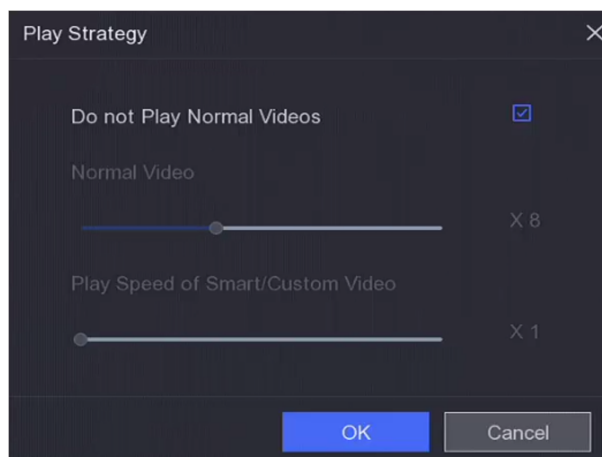 Play Strategy
Do not Play Normal Videos
Normal Video
X 8
Play Speed of Smart/Custom Video
X 1
OK
Cancel